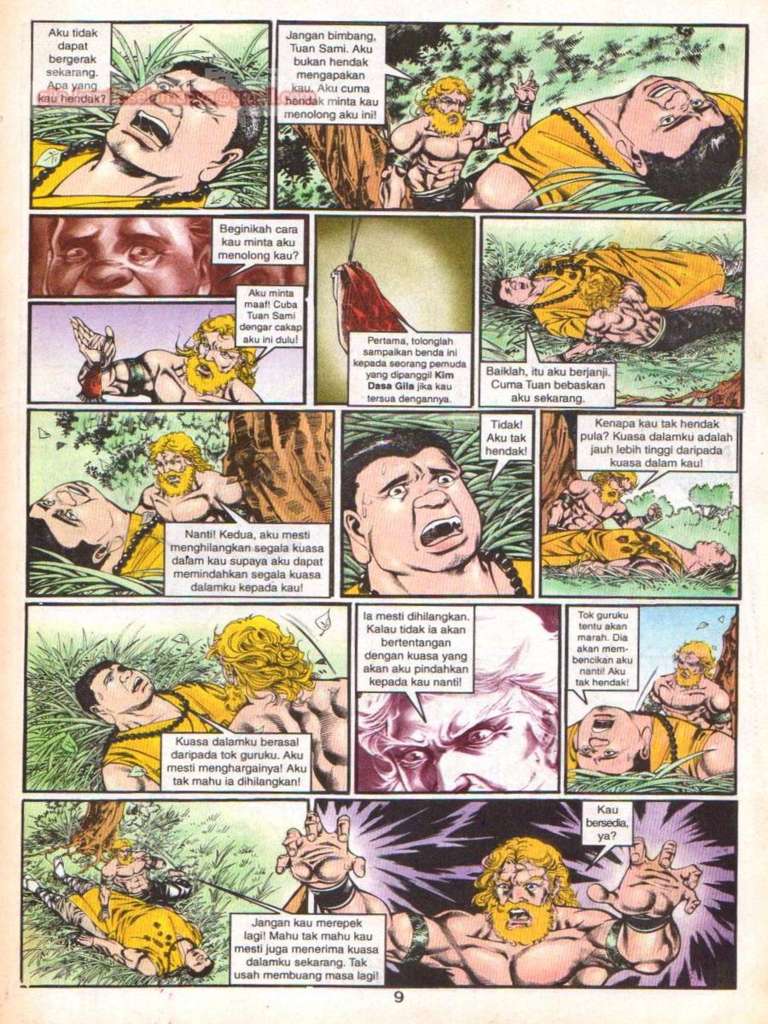 Aku tidak
dapat
bergerak
sekarang.
Apa yang
kau hendak?
Jangan bimbang,
Tuan Sami. Aku
bukan hendak
mengapakan
kau. Aku cuma
hendak minta kau
menolong aku ini!
Beginikah cara
kau minta aku
menolong kau?
Aku minta
maaf! Cuba
Tuan Sami
dengar cakap
aku ini dulu!
Pertama, tolonglah
sampaikan benda ini
kepada seorang pemuda
yang dipanggil Kim
Dasa Gila jika kau
tersua dengannya.
Baiklah, itu aku berjanji.
Cuma Tuan bebaskan
aku sekarang.
Nanti! Kedua, aku mesti
menghilangkan segala kuasa
dalam kau supaya aku dapat
memindahkan segala kuasa
dalamku kepada kau!
Tidak!
Aku tak
hendak!
Kenapa kau tak hendak
pula? Kuasa dalamku adalah
jauh lebih tinggi daripada
kuasa dalam kau!
Kuasa dalamku berasal
daripada tok guruku. Aku
mesti menghargainya! Aku
tak mahu ia dihilangkan!
Ia mesti dihilangkan.
Kalau tidak ia akan
bertentangan
dengan kuasa yang
akan aku pindahkan
kepada kau nanti!
Tok guruku
tentu akan
marah. Dia
akan mem-
bencikan aku
nanti! Aku
tak hendak!
Jangan kau merepek
lagi! Mahu tak mahu kau
mesti juga menerima kuasa
dalamku sekarang. Tak
usah membuang masa lagi!
Kau
bersedia,
ya?
9